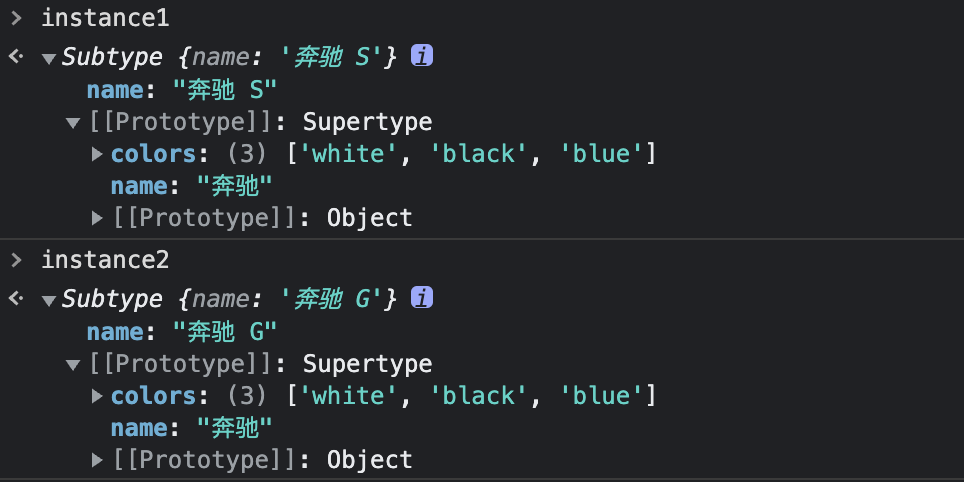 > instance1
Subtype {name: '奔驰 S'} i
name: "奔驰 S"
[[Prototype]]: Supertype
colors: (3) ['white', 'black', 'blue']
name: "奔驰"
[[Prototype]]: Object
> instance2
Subtype {name: '奔驰 G'} i
name: "奔驰 G"
[[Prototype]]: Supertype
colors: (3) ['white', 'black', 'blue']
name: "奔驰"
[[Prototype]]: Object